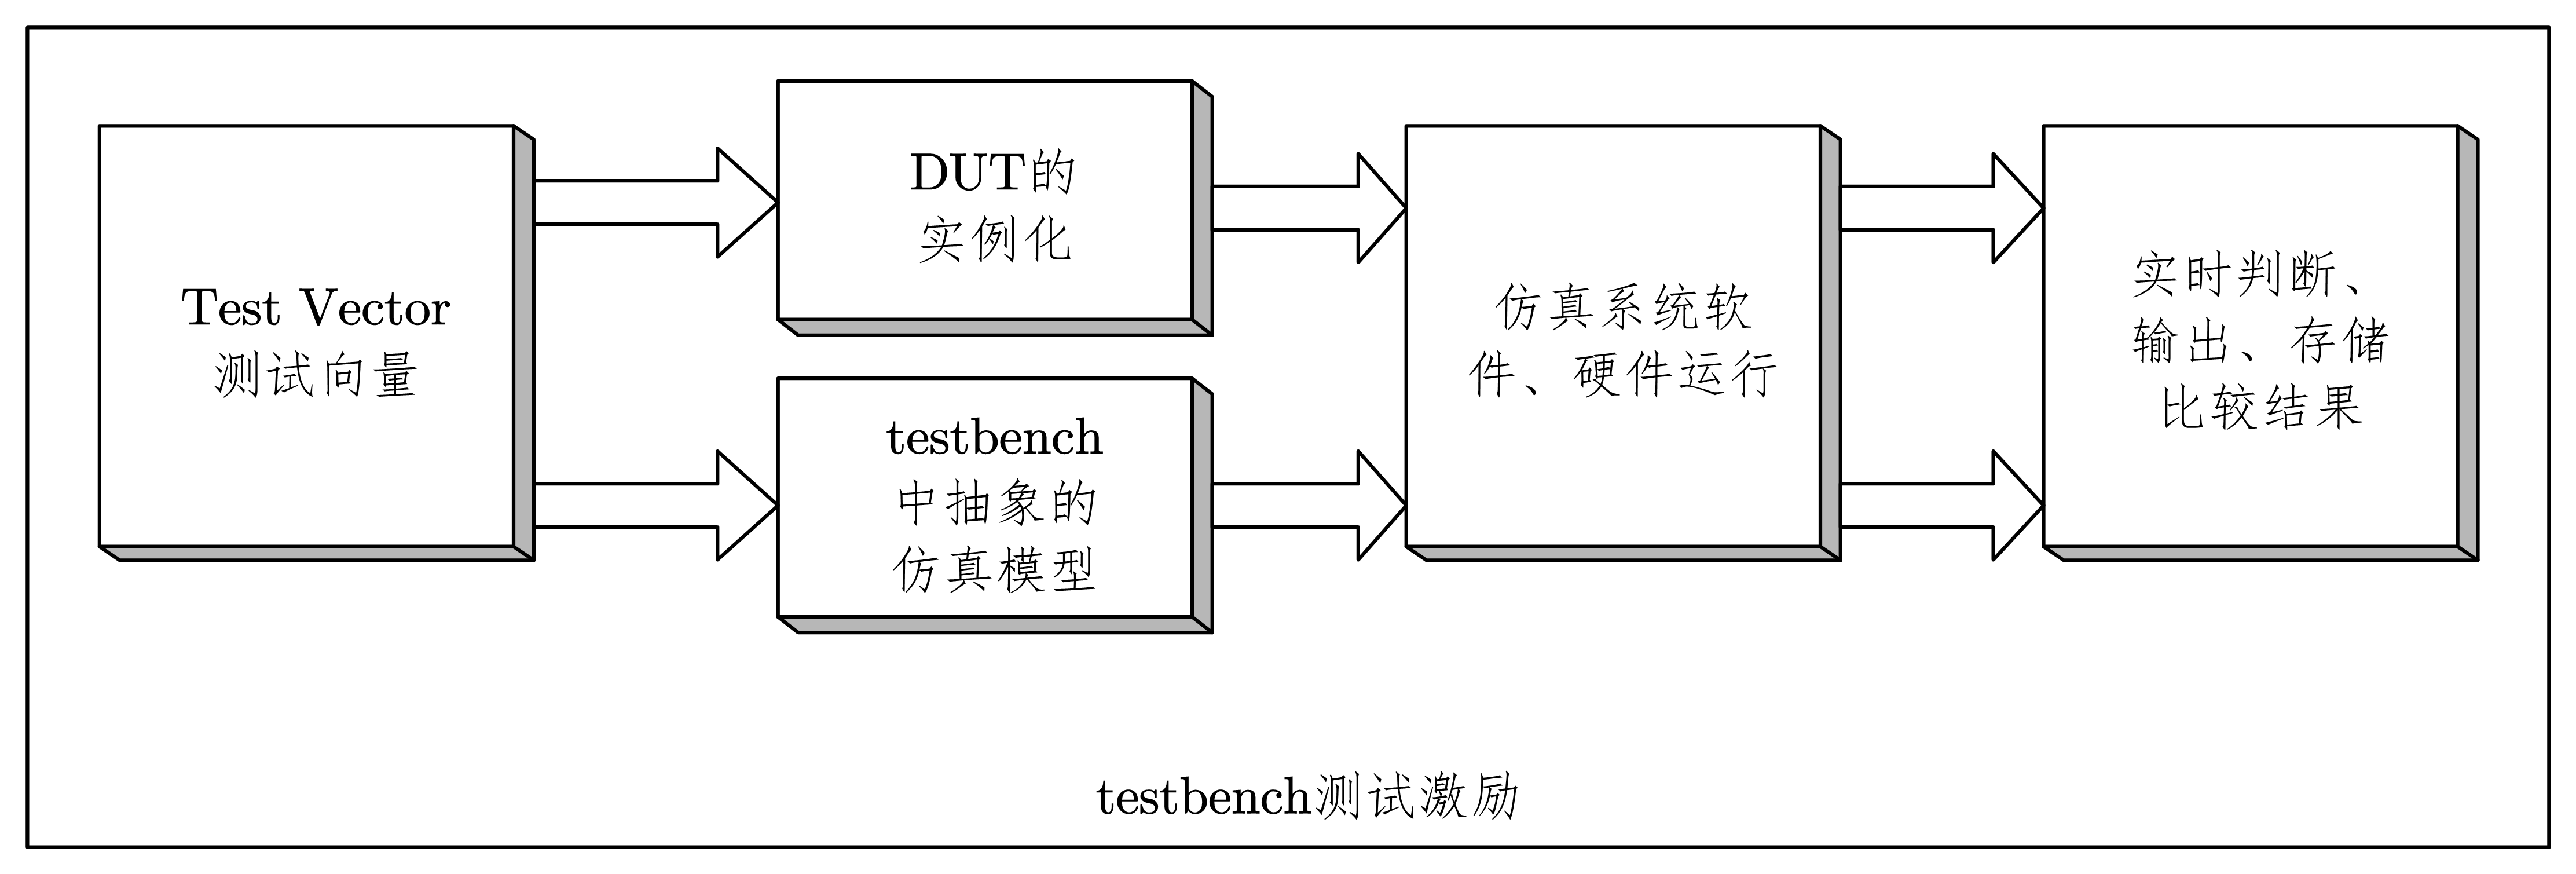 Test Vector
测试向量
DUT的
实例化
testbench
中抽象的
仿真模型
仿真系统软
件、硬件运行
实时判断、
输出、存储
比较结果
testbench测试激励